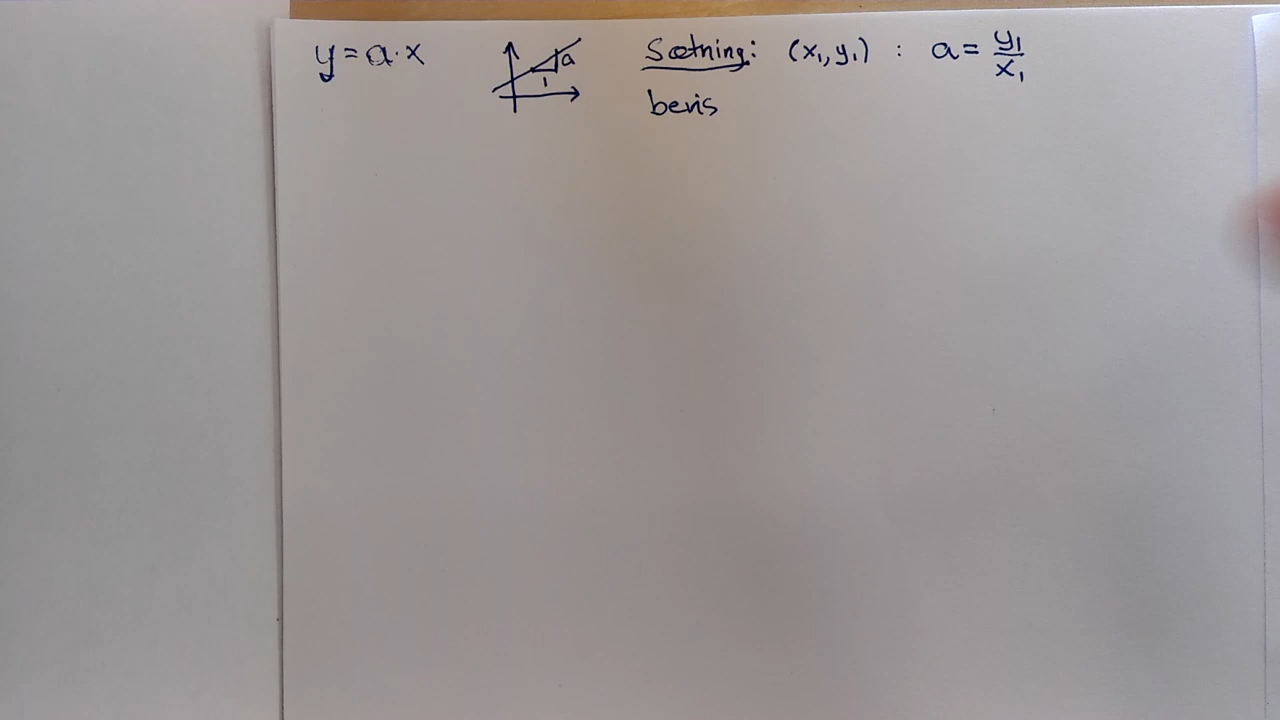 y = a · x
a
1
Sætning: (x₁, y₁) : a = y₁/x₁
bevis